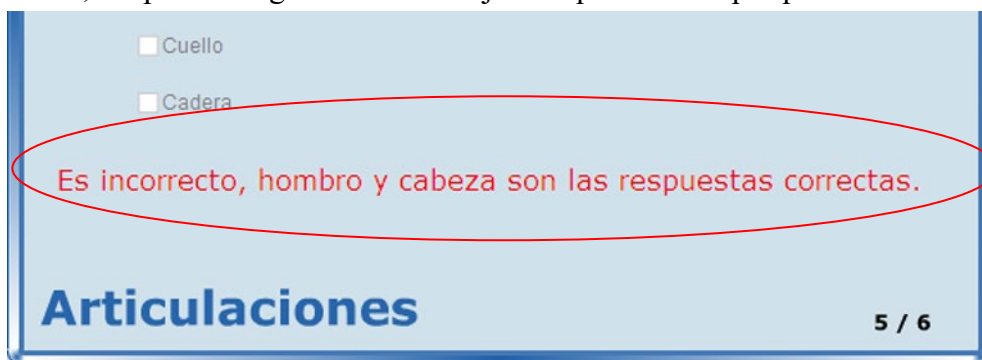 Cuello
Cadera
Es incorrecto, hombro y cabeza son las respuestas correctas.
Articulaciones
5 / 6